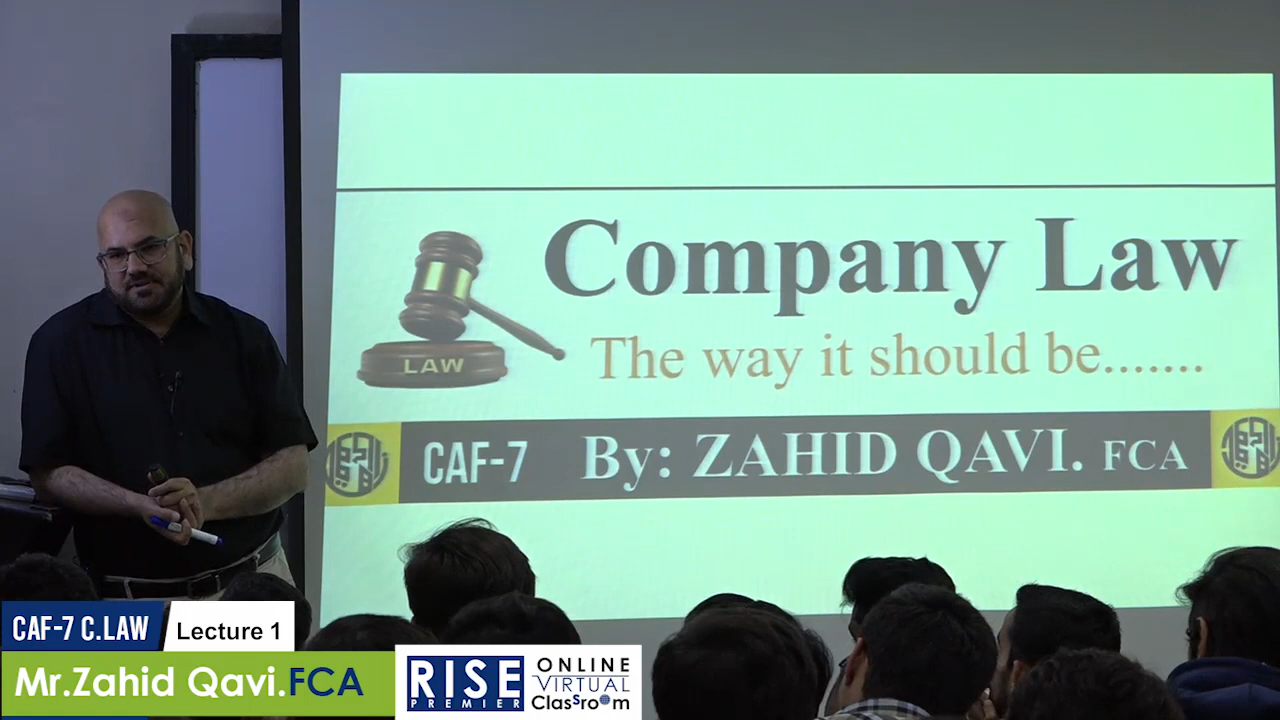 Company Law
The way it should be.......
LAW
CAF-7 By: ZAHID QAVI. FCA
CAF-7 C.LAW
Lecture 1
Mr.Zahid Qavi.FCA
RISE
PREMIER
ONLINE
VIRTUAL
ClasSroom